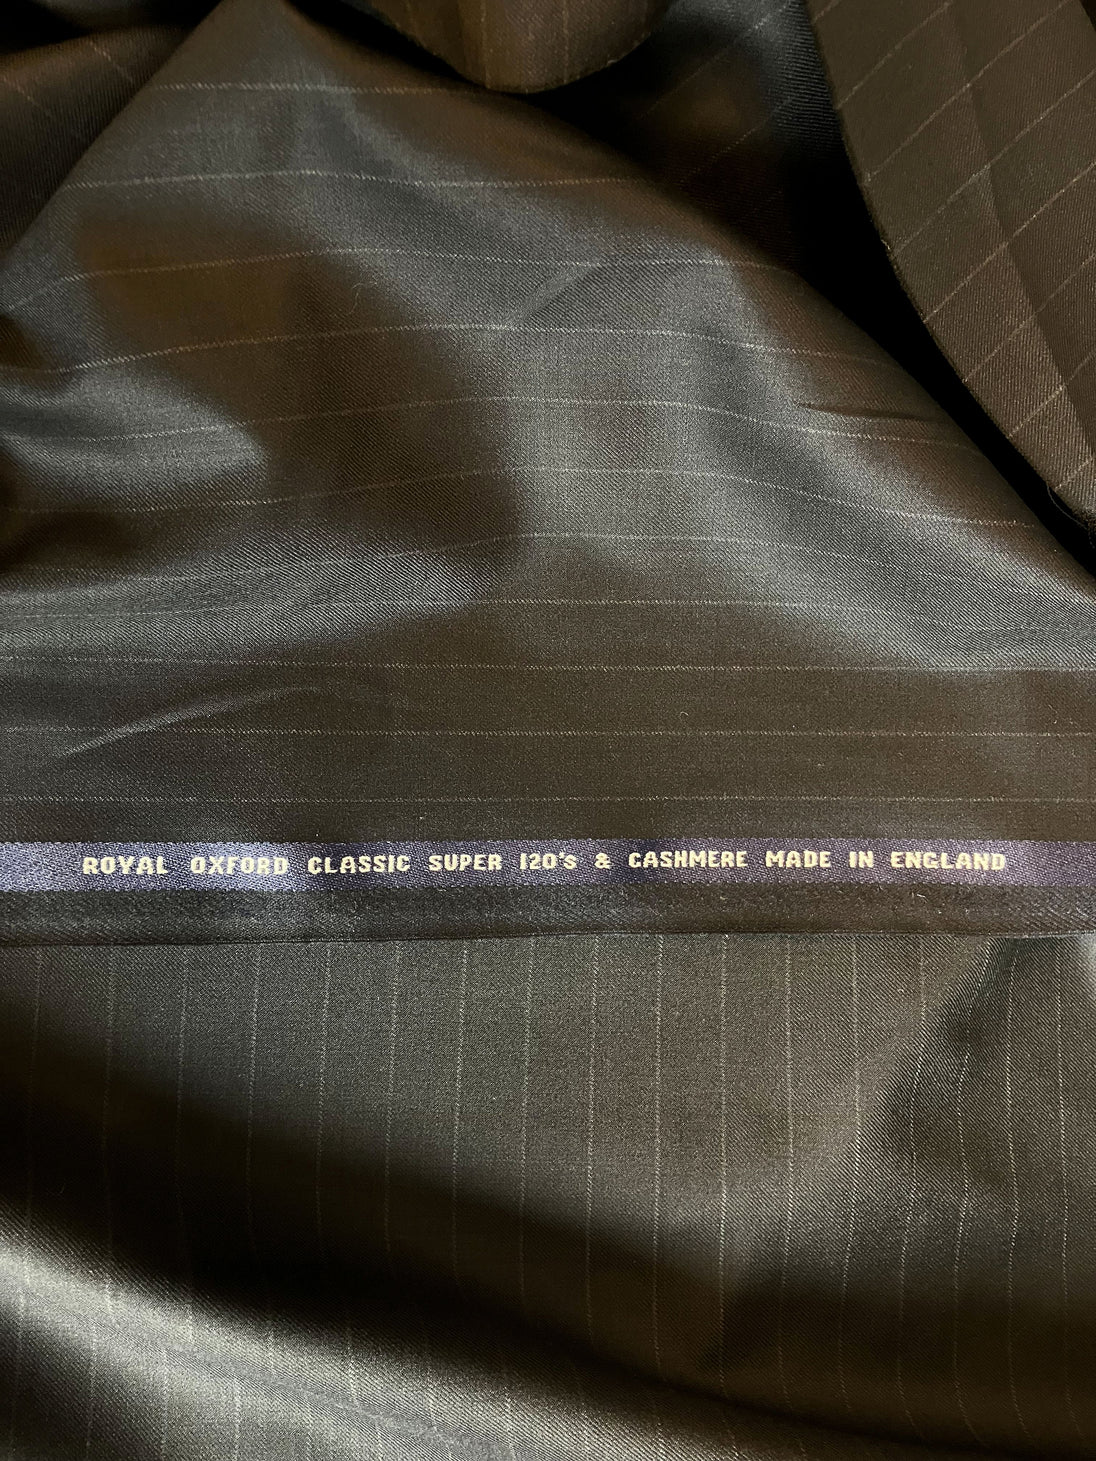 ROYAL OXFORD CLASSIC SUPER 120's & CASHMERE MADE IN ENGLAND